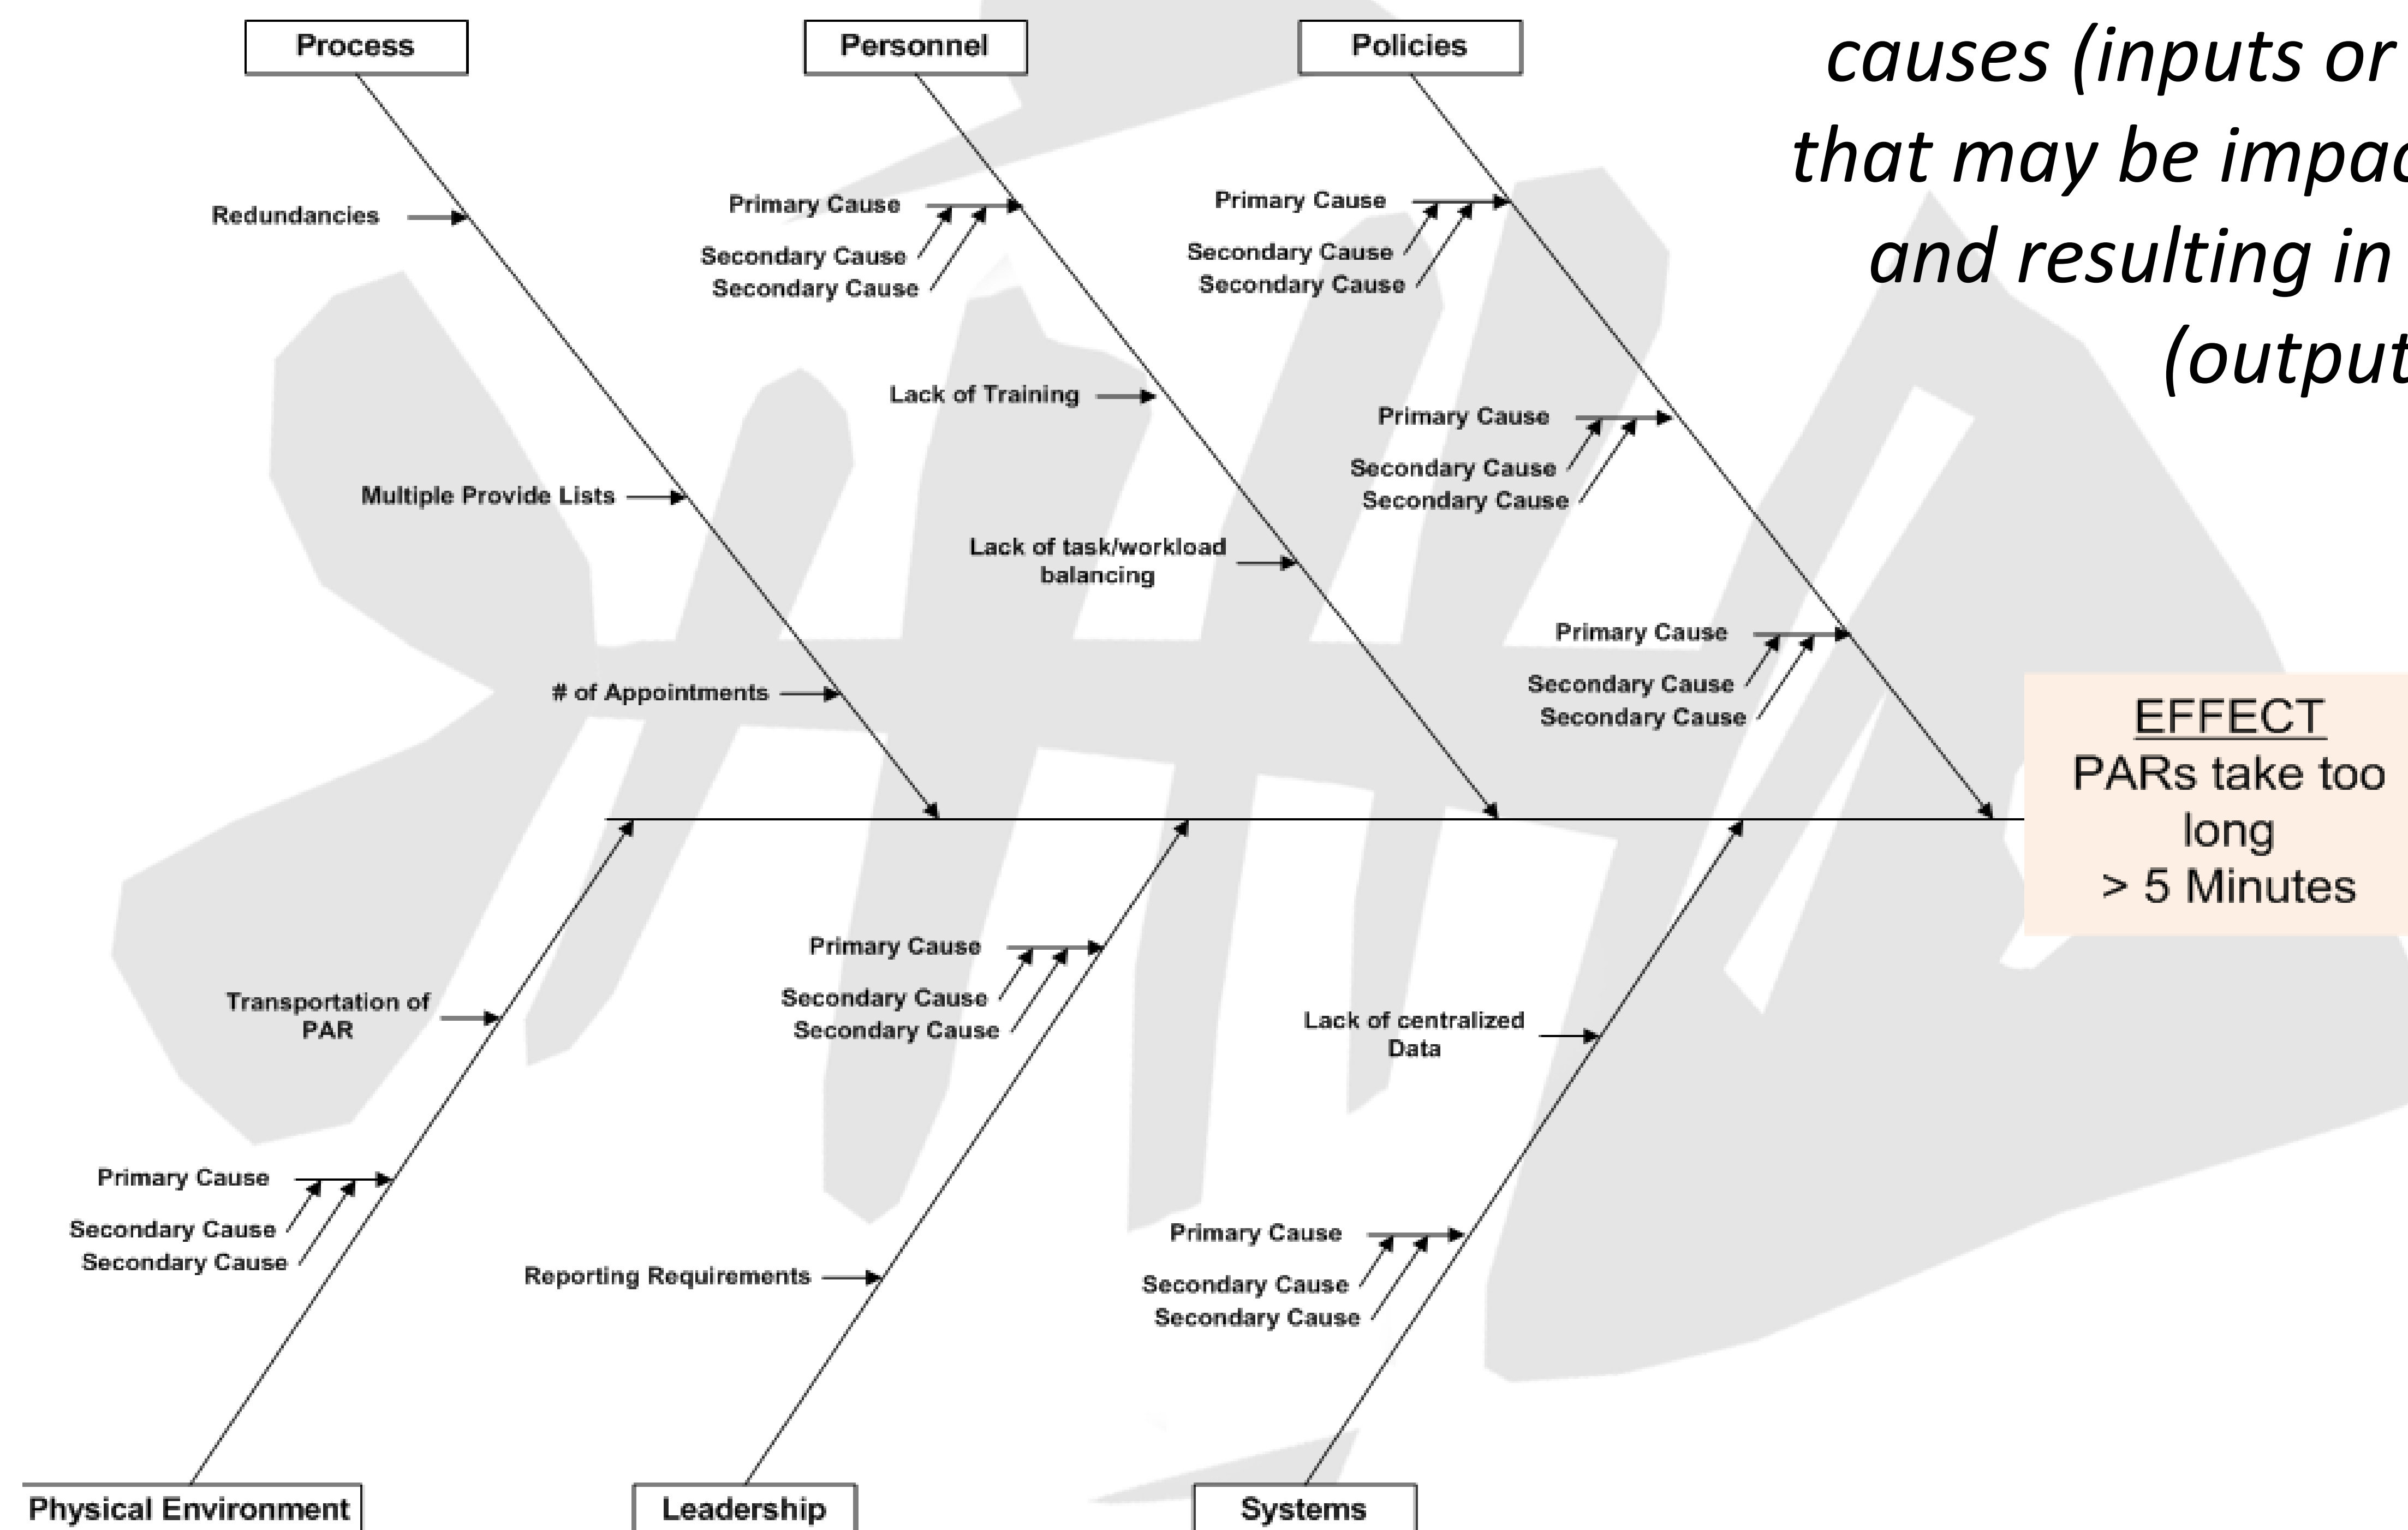 Process
Personnel
Policies
causes (inputs or
that may be impac
and resulting in
(output
Redundancies
Multiple Provide Lists
# of Appointments
Primary Cause
Secondary Cause
Secondary Cause
Lack of Training
Lack of task/workload
balancing
Primary Cause
Secondary Cause
Secondary Cause
Primary Cause
Secondary Cause
Secondary Cause
Primary Cause
Secondary Cause
Secondary Cause
EFFECT
PARs take too
long
> 5 Minutes
Transportation of
PAR
Primary Cause
Secondary Cause
Secondary Cause
Primary Cause
Secondary Cause
Secondary Cause
Reporting Requirements
Lack of centralized
Data
Primary Cause
Secondary Cause
Secondary Cause
Physical Environment
Leadership
Systems